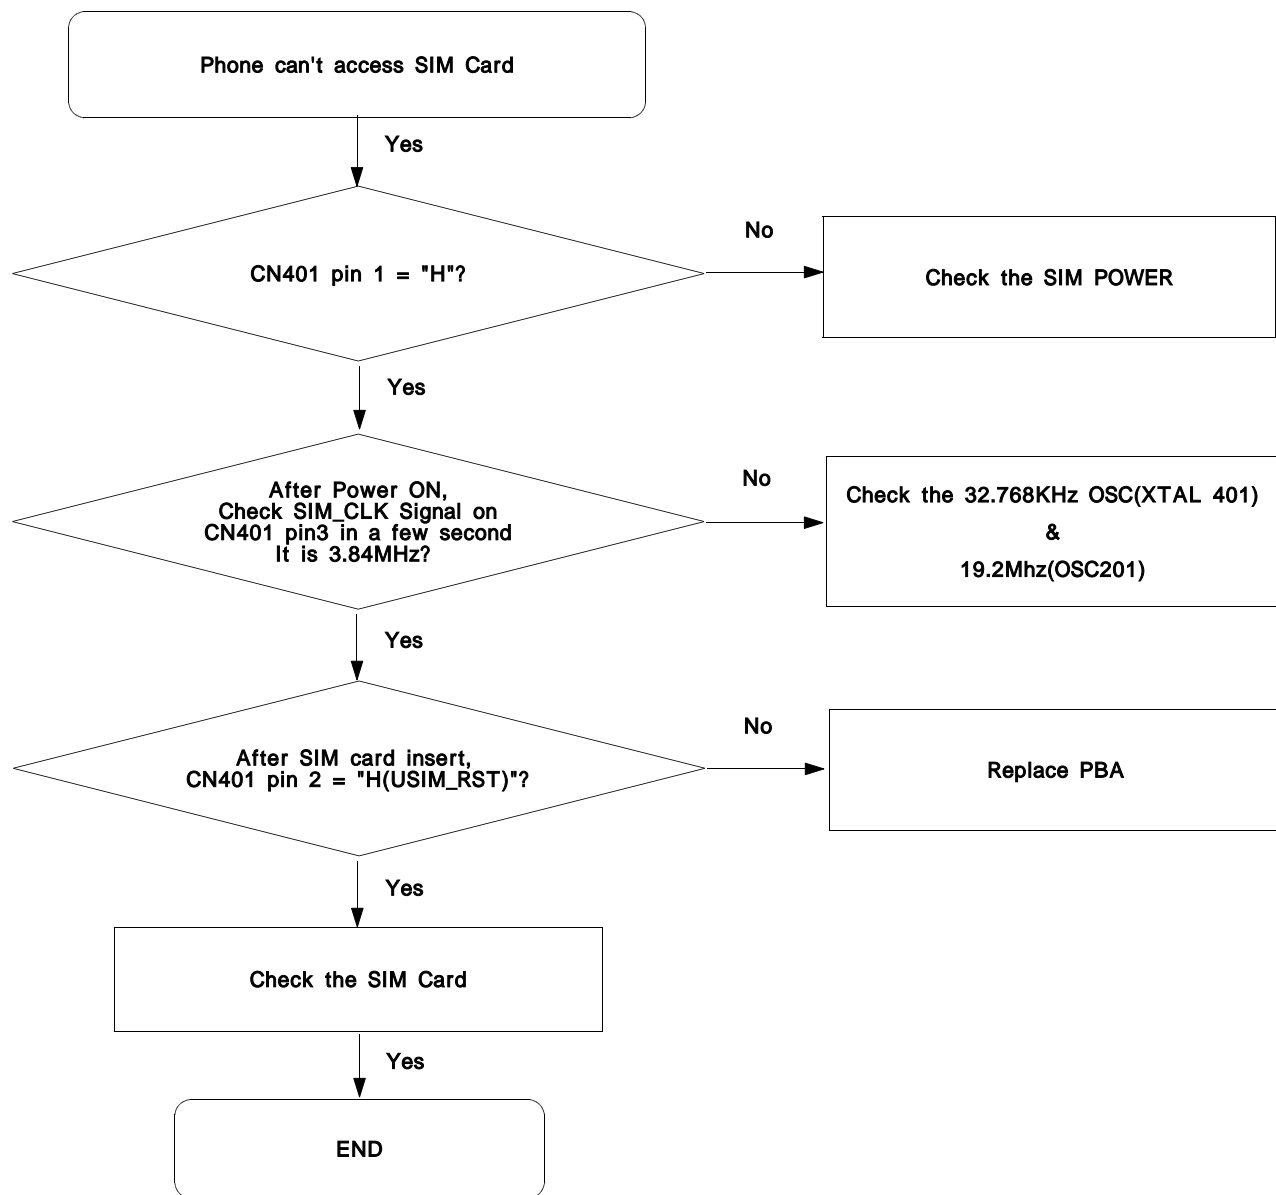 Phone can't access SIM Card
Yes
CN401 pin 1 = "H"?
No
Check the SIM POWER
Yes
After Power ON,
Check SIM_CLK Signal on
CN401 pin3 in a few second
It is 3.84MHz?
No
Check the 32.768KHz OSC(XTAL 401)
&
19.2Mhz(OSC201)
Yes
After SIM card insert,
CN401 pin 2 = "H(USIM_RST)"?
No
Replace PBA
Yes
Check the SIM Card
Yes
END